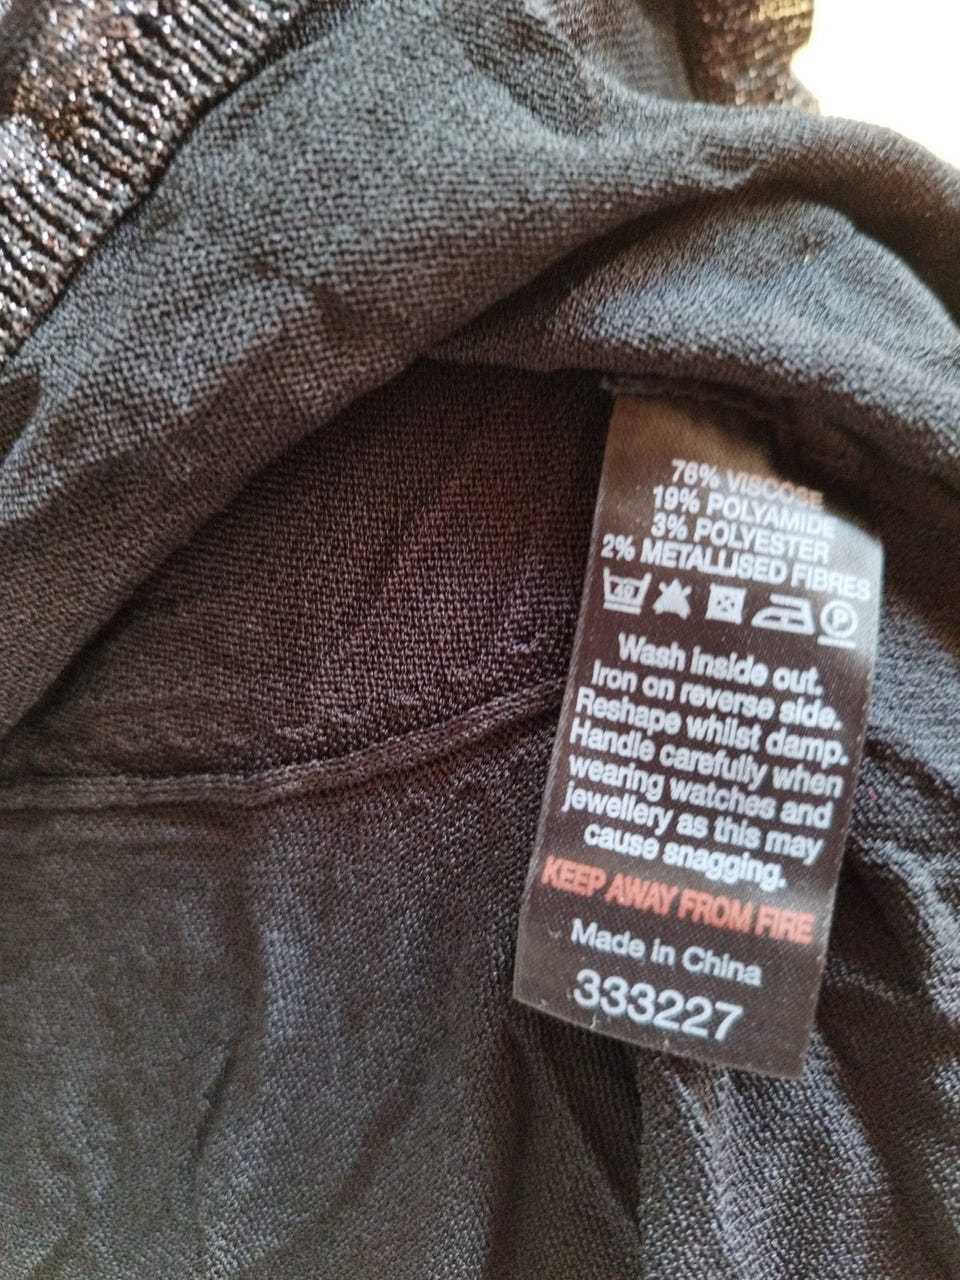 76% VISCOSE
19% POLYAMIDE
3% POLYESTER
2% METALLISED FIBRES
40 P
Wash inside out.
Iron on reverse side.
Reshape whilst damp.
Handle carefully when
wearing watches and
jewellery as this may
cause snagging.
KEEP AWAY FROM FIRE
Made in China
333227